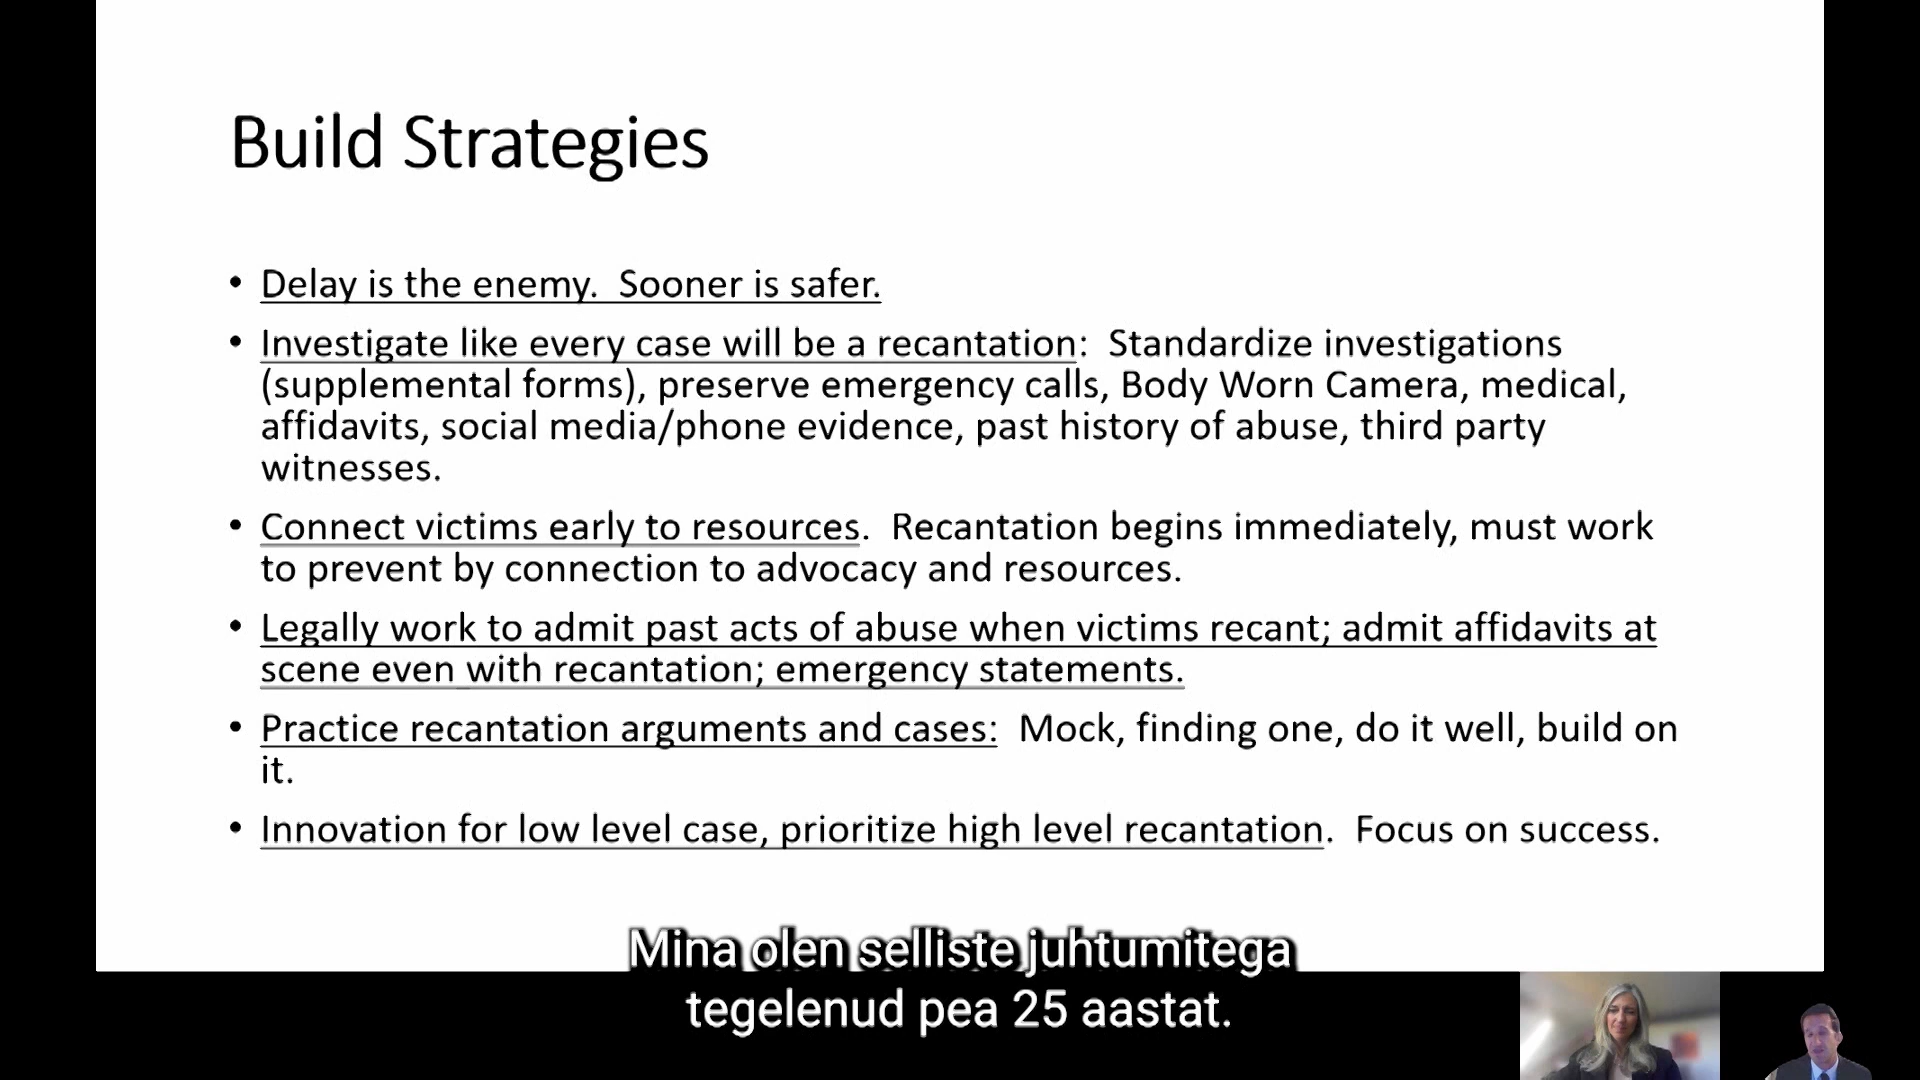 Build Strategies
• Delay is the enemy.  Sooner is safer.
• Investigate like every case will be a recantation:  Standardize investigations
(supplemental forms), preserve emergency calls, Body Worn Camera, medical,
affidavits, social media/phone evidence, past history of abuse, third party
witnesses.
• Connect victims early to resources.  Recantation begins immediately, must work
to prevent by connection to advocacy and resources.
• Legally work to admit past acts of abuse when victims recant; admit affidavits at
scene even with recantation; emergency statements.
• Practice recantation arguments and cases:  Mock, finding one, do it well, build on
it.
• Innovation for low level case, prioritize high level recantation.  Focus on success.
Mina olen selliste juhtumitega
tegelenud pea 25 aastat.